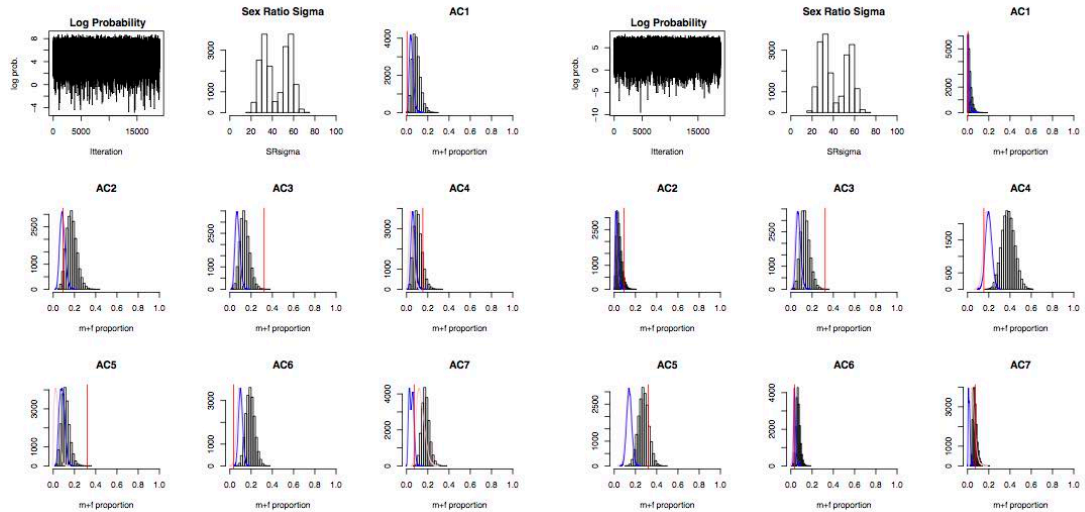 Log Probability
log prob.
8
4
0
−4
0 5000 15000
Itteration
Sex Ratio Sigma
3000
1000
0
0 20 40 60 80 100
SRsigma
AC1
4000
2000
0
0.0 0.2 0.4 0.6 0.8 1.0
m+f proportion
Log Probability
log prob.
5
0
−5
−10
0 5000 15000
Itteration
Sex Ratio Sigma
3000
1000
0
0 20 40 60 80 100
SRsigma
AC1
6000
4000
2000
0
0.0 0.2 0.4 0.6 0.8 1.0
m+f proportion
AC2
2500
1000
0
0.0 0.2 0.4 0.6 0.8 1.0
m+f proportion
AC3
3000
1000
0
0.0 0.2 0.4 0.6 0.8 1.0
m+f proportion
AC4
3000
1000
0
0.0 0.2 0.4 0.6 0.8 1.0
m+f proportion
AC2
2500
1000
0
0.0 0.2 0.4 0.6 0.8 1.0
m+f proportion
AC3
3000
1000
0
0.0 0.2 0.4 0.6 0.8 1.0
m+f proportion
AC4
1500
500
0
0.0 0.2 0.4 0.6 0.8 1.0
m+f proportion
AC5
3000
1000
0
0.0 0.2 0.4 0.6 0.8 1.0
m+f proportion
AC6
3000
1000
0
0.0 0.2 0.4 0.6 0.8 1.0
m+f proportion
AC7
4000
2000
0
0.0 0.2 0.4 0.6 0.8 1.0
m+f proportion
AC5
2500
1000
0
0.0 0.2 0.4 0.6 0.8 1.0
m+f proportion
AC6
3000
1000
0
0.0 0.2 0.4 0.6 0.8 1.0
m+f proportion
AC7
4000
2000
0
0.0 0.2 0.4 0.6 0.8 1.0
m+f proportion